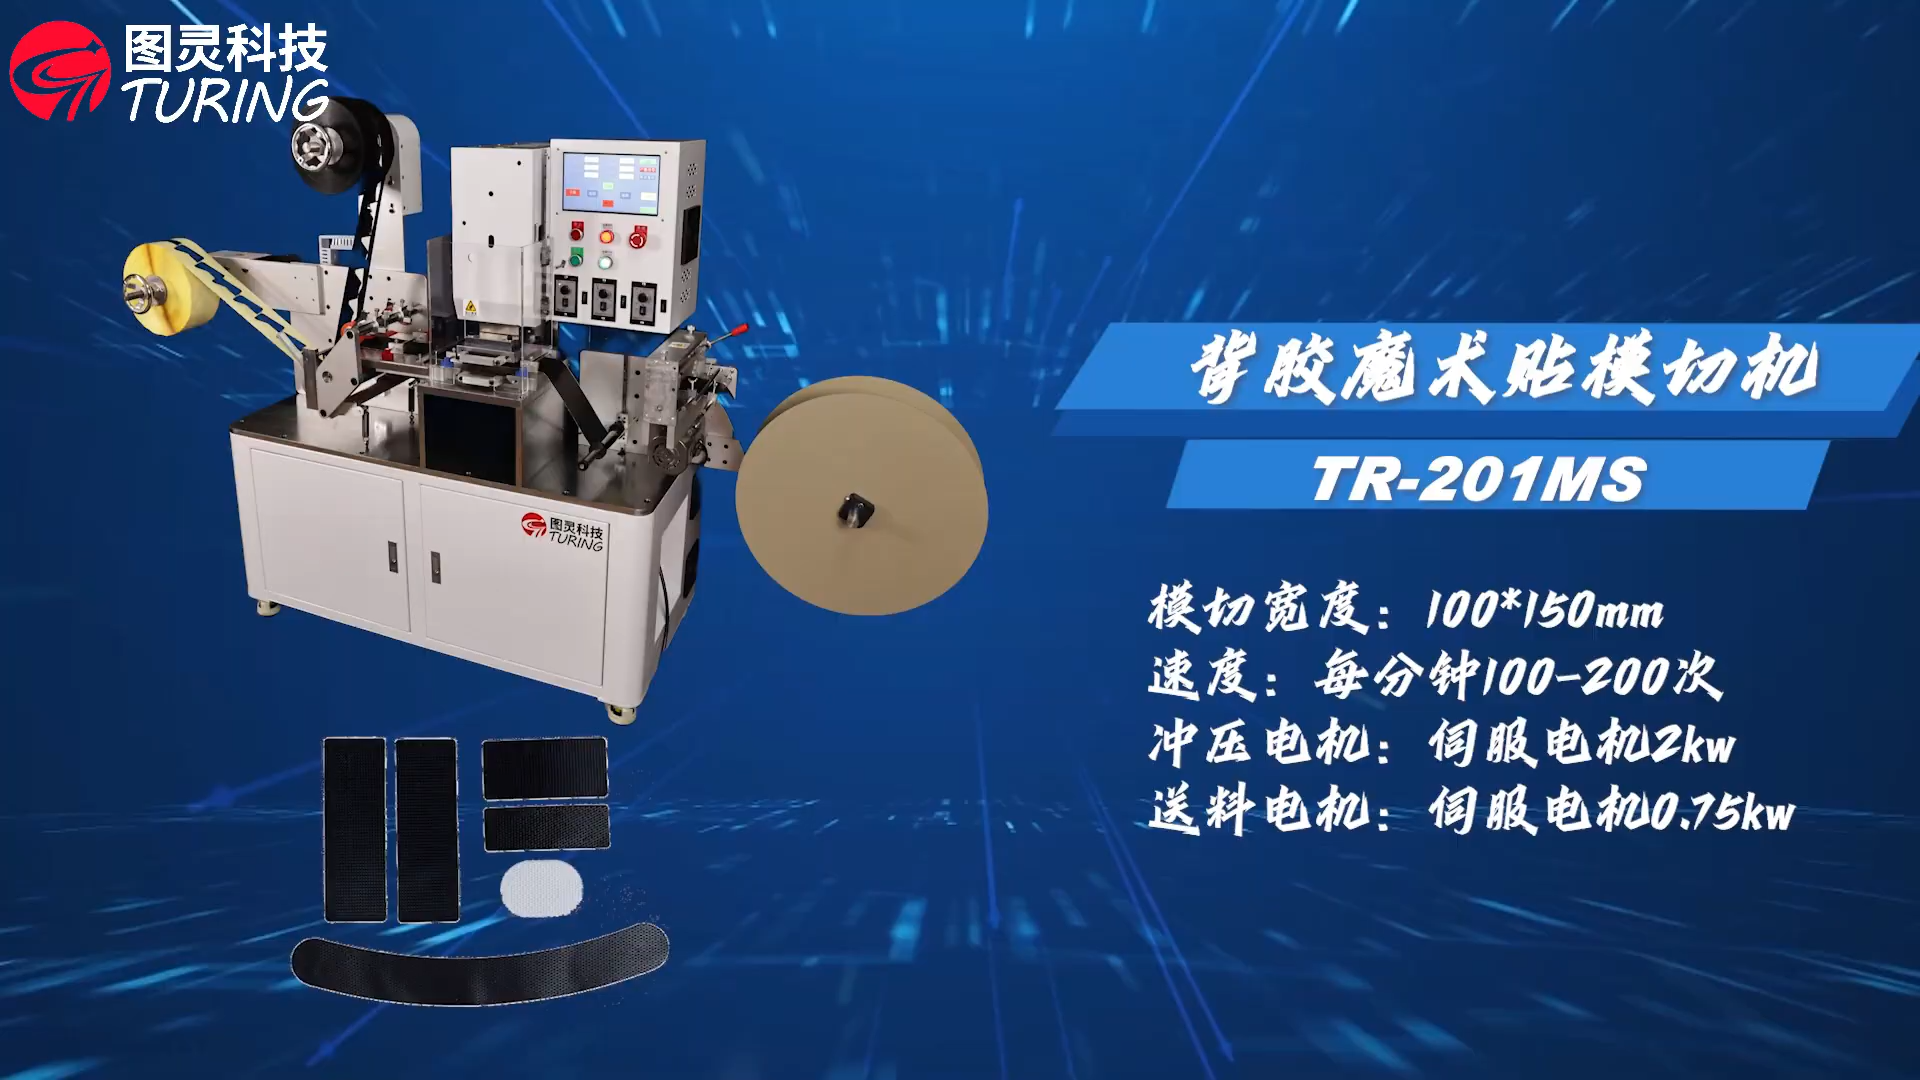 图灵科技
TURING
背胶魔术贴模切机
TR-201MS
图灵科技
TURING
模切宽度：100*150mm
速度：每分钟100-200次
冲压电机：伺服电机2kw
送料电机：伺服电机0.75kw